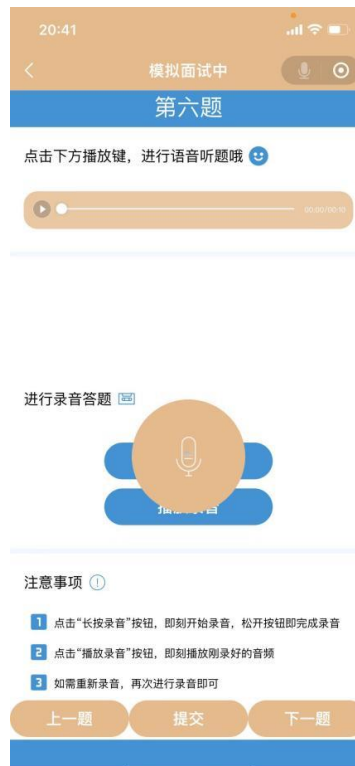 20:41
模拟面试中
第六题
点击下方播放键，进行语音听题哦
00:00/00:10
进行录音答题
注意事项
1 点击“长按录音”按钮，即刻开始录音，松开按钮即完成录音
2 点击“播放录音”按钮，即刻播放刚录好的音频
3 如需重新录音，再次进行录音即可
上一题 提交 下一题